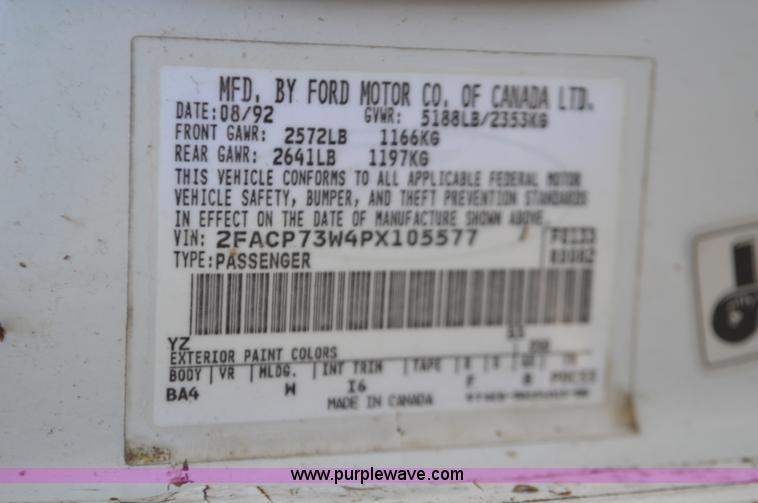 MFD. BY FORD MOTOR CO. OF CANADA LTD.
DATE:08/92 GVWR: 5188LB/2353KG
FRONT GAWR: 2572LB 1166KG
REAR GAWR: 2641LB 1197KG
THIS VEHICLE CONFORMS TO ALL APPLICABLE FEDERAL MOTOR
VEHICLE SAFETY, BUMPER, AND THEFT PREVENTION STANDARDS
IN EFFECT ON THE DATE OF MANUFACTURE SHOWN ABOVE.
VIN: 2FACP73W4PX105577 F0133
TYPE:PASSENGER
YZ
EXTERIOR PAINT COLORS
BODY VR MLDG. INT TRIM TAPE
BA4 W I6 F
MADE IN CANADA
www.purplewave.com